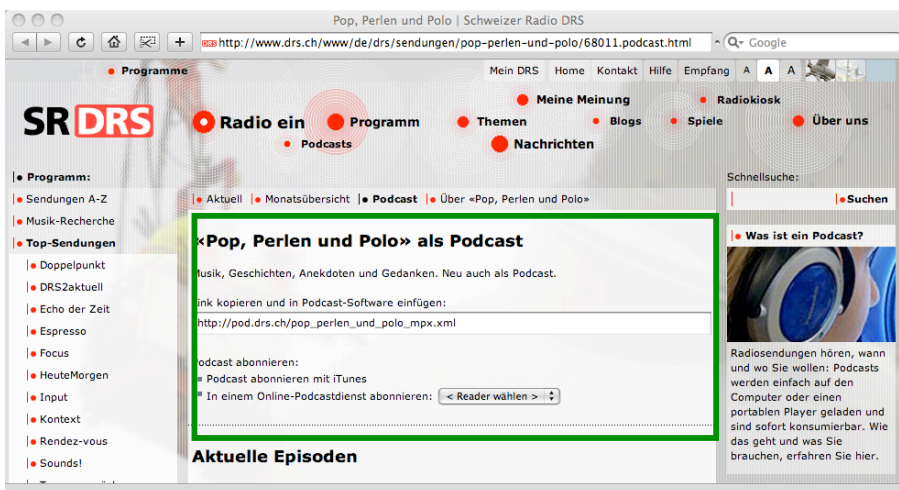 Pop, Perlen und Polo | Schweizer Radio DRS
DRS http://www.drs.ch/www/de/drs/sendungen/pop-perlen-und-polo/68011.podcast.html
Google
Programme
Mein DRS Home Kontakt Hilfe Empfang A A A
SR DRS
Radio ein
Programm
Podcasts
Meine Meinung
Radiokiosk
Themen
Blogs
Spiele
Über uns
Nachrichten
Programm:
Sendungen A-Z
Musik-Recherche
Top-Sendungen
Doppelpunkt
DRS2aktuell
Echo der Zeit
Espresso
Focus
HeuteMorgen
Input
Kontext
Rendez-vous
Sounds!
Aktuell Monatsübersicht Podcast Über «Pop, Perlen und Polo»
«Pop, Perlen und Polo» als Podcast
Musik, Geschichten, Anekdoten und Gedanken. Neu auch als Podcast.
Link kopieren und in Podcast-Software einfügen:
http://pod.drs.ch/pop_perlen_und_polo_mpx.xml
Podcast abonnieren:
Podcast abonnieren mit iTunes
In einem Online-Podcastdienst abonnieren: < Reader wählen >
Aktuelle Episoden
Schnellsuche:
Suchen
Was ist ein Podcast?
Radiosendungen hören, wann
und wo Sie wollen: Podcasts
werden einfach auf den
Computer oder einen
portablen Player geladen und
sind sofort konsumierbar. Wie
das geht und was Sie
brauchen, erfahren Sie hier.